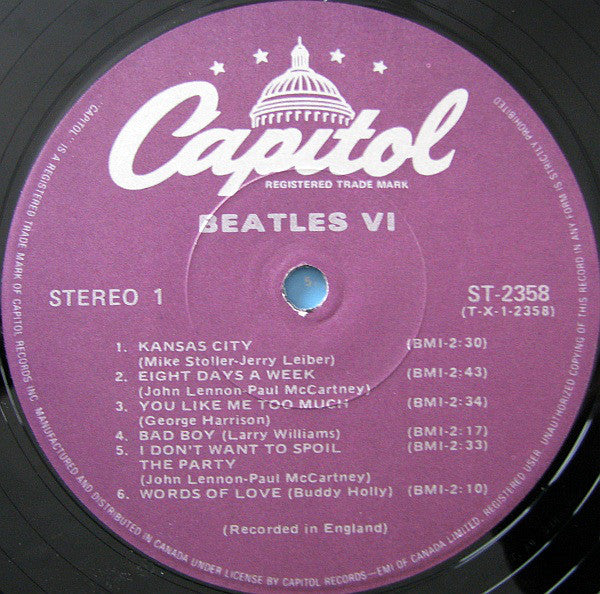 Capitol
REGISTERED TRADE MARK
BEATLES VI
STEREO 1
ST-2358
(T-X-1-2358)
1. KANSAS CITY (BMI-2:30)
(Mike Stoller-Jerry Leiber)
2. EIGHT DAYS A WEEK (BMI-2:43)
(John Lennon-Paul McCartney)
3. YOU LIKE ME TOO MUCH (BMI-2:34)
(George Harrison)
4. BAD BOY (Larry Williams) (BMI-2:17)
5. I DON'T WANT TO SPOIL (BMI-2:33)
THE PARTY
(John Lennon-Paul McCartney)
6. WORDS OF LOVE (Buddy Holly) (BMI-2:10)
(Recorded in England)
"CAPITOL" IS A REGISTERED TRADE MARK OF CAPITOL RECORDS INC. MANUFACTURED AND DISTRIBUTED IN CANADA UNDER LICENSE BY CAPITOL RECORDS—EMI OF CANADA LIMITED. REGISTERED USER. UNAUTHORIZED COPYING OF THIS RECORD IN ANY FORM IS STRICTLY PROHIBITED